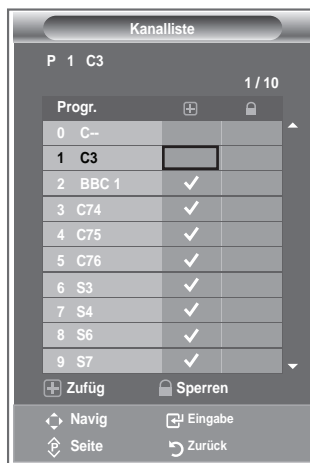 Kanalliste
P 1 C3
1 / 10
Progr.
0 C--
1 C3
2 BBC 1
3 C74
4 C75
5 C76
6 S3
7 S4
8 S6
9 S7
Zufüg Sperren
Navig Eingabe
Seite Zurück